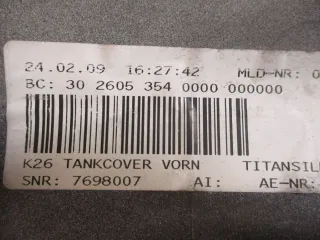 24.02.09 16:27:42 MLD-NR: 0
BC: 30 2605 354 0000 000000
K26 TANKCOVER VORN TITANSIL
SNR: 7698007 AI: AE-NR: